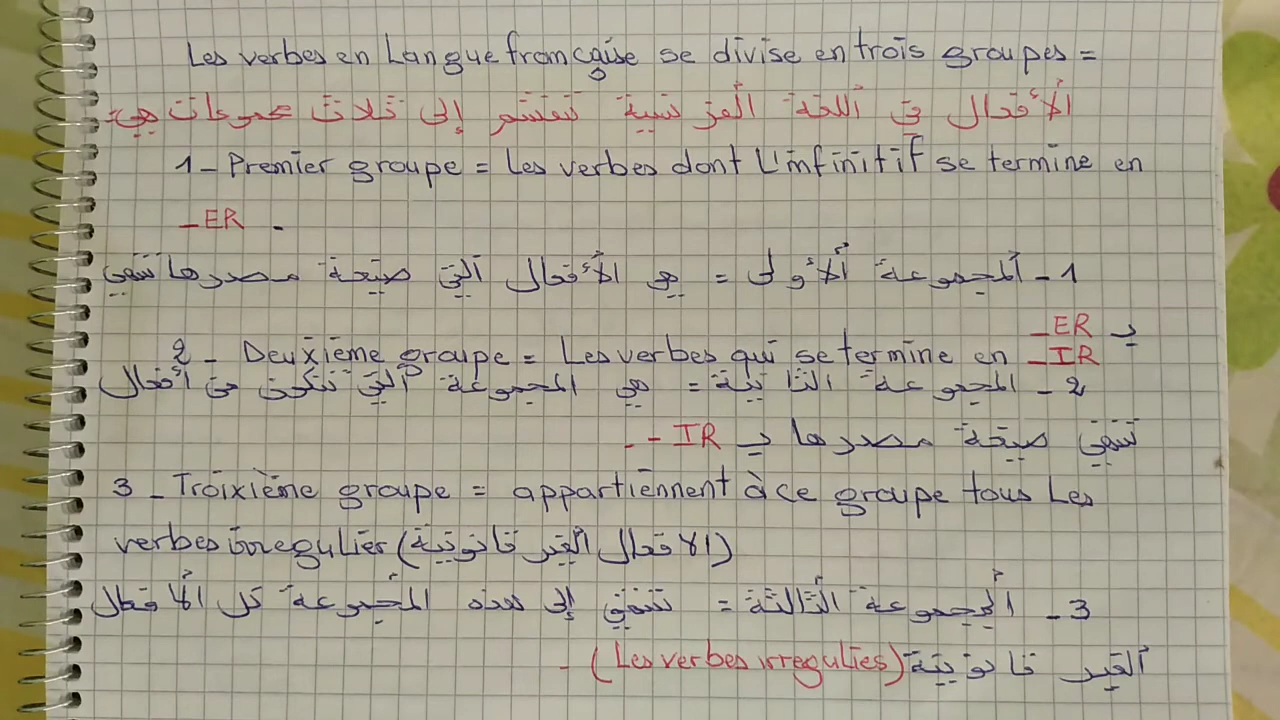 Les verbes en Langue française se divise en trois groupes =
الأفعال في اللغة الفرنسية تنقسم إلى ثلاث مجموعات هي:
1 - Premier groupe = Les verbes dont L'infinitif se termine en
- ER .
1 - المجموعة الأولى = هي الأفعال التي صيغة مصدرها تنتهي
بـ - ER
2 - Deuxième groupe = Les verbes qui se termine en - IR
2 - المجموعة الثانية = هي المجموعة التي تتكون من أفعال
تنتهي صيغة مصدرها بـ IR - -
3 - Troixième groupe = appartiennent à ce groupe tous Les
verbes irregulier (الافعال الغير قانونية)
3 - المجموعة الثالثة = تنتمي إلى هذه المجموعة كل الأفعال
الغير قانونية (Les verbes irregulies) -